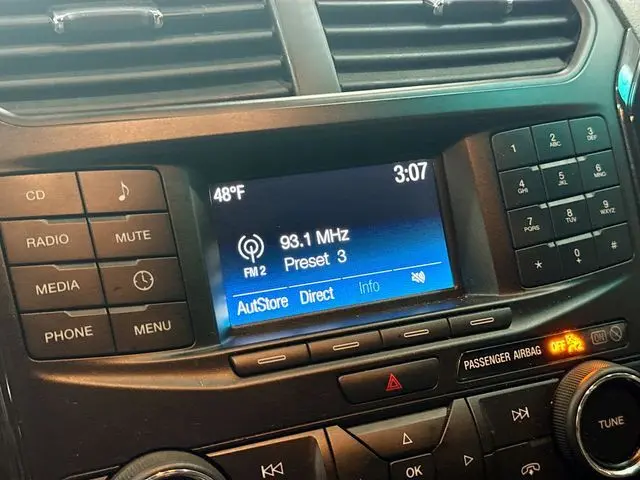 48°F
3:07
93.1 MHz
FM 2
Preset 3
AutStore Direct Info
CD
RADIO MUTE
MEDIA
PHONE MENU
1 2 ABC 3 DEF
4 GHI 5 JKL 6 MNO
7 PQRS 8 TUV 9 WXYZ
* 0 + #
PASSENGER AIRBAG OFF ON
TUNE
OK